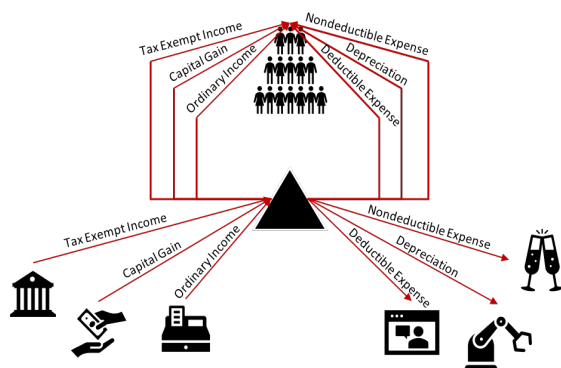 Tax Exempt Income
Capital Gain
Ordinary Income
Nondeductible Expense
Depreciation
Deductible Expense
Tax Exempt Income
Capital Gain
Ordinary Income
Nondeductible Expense
Depreciation
Deductible Expense